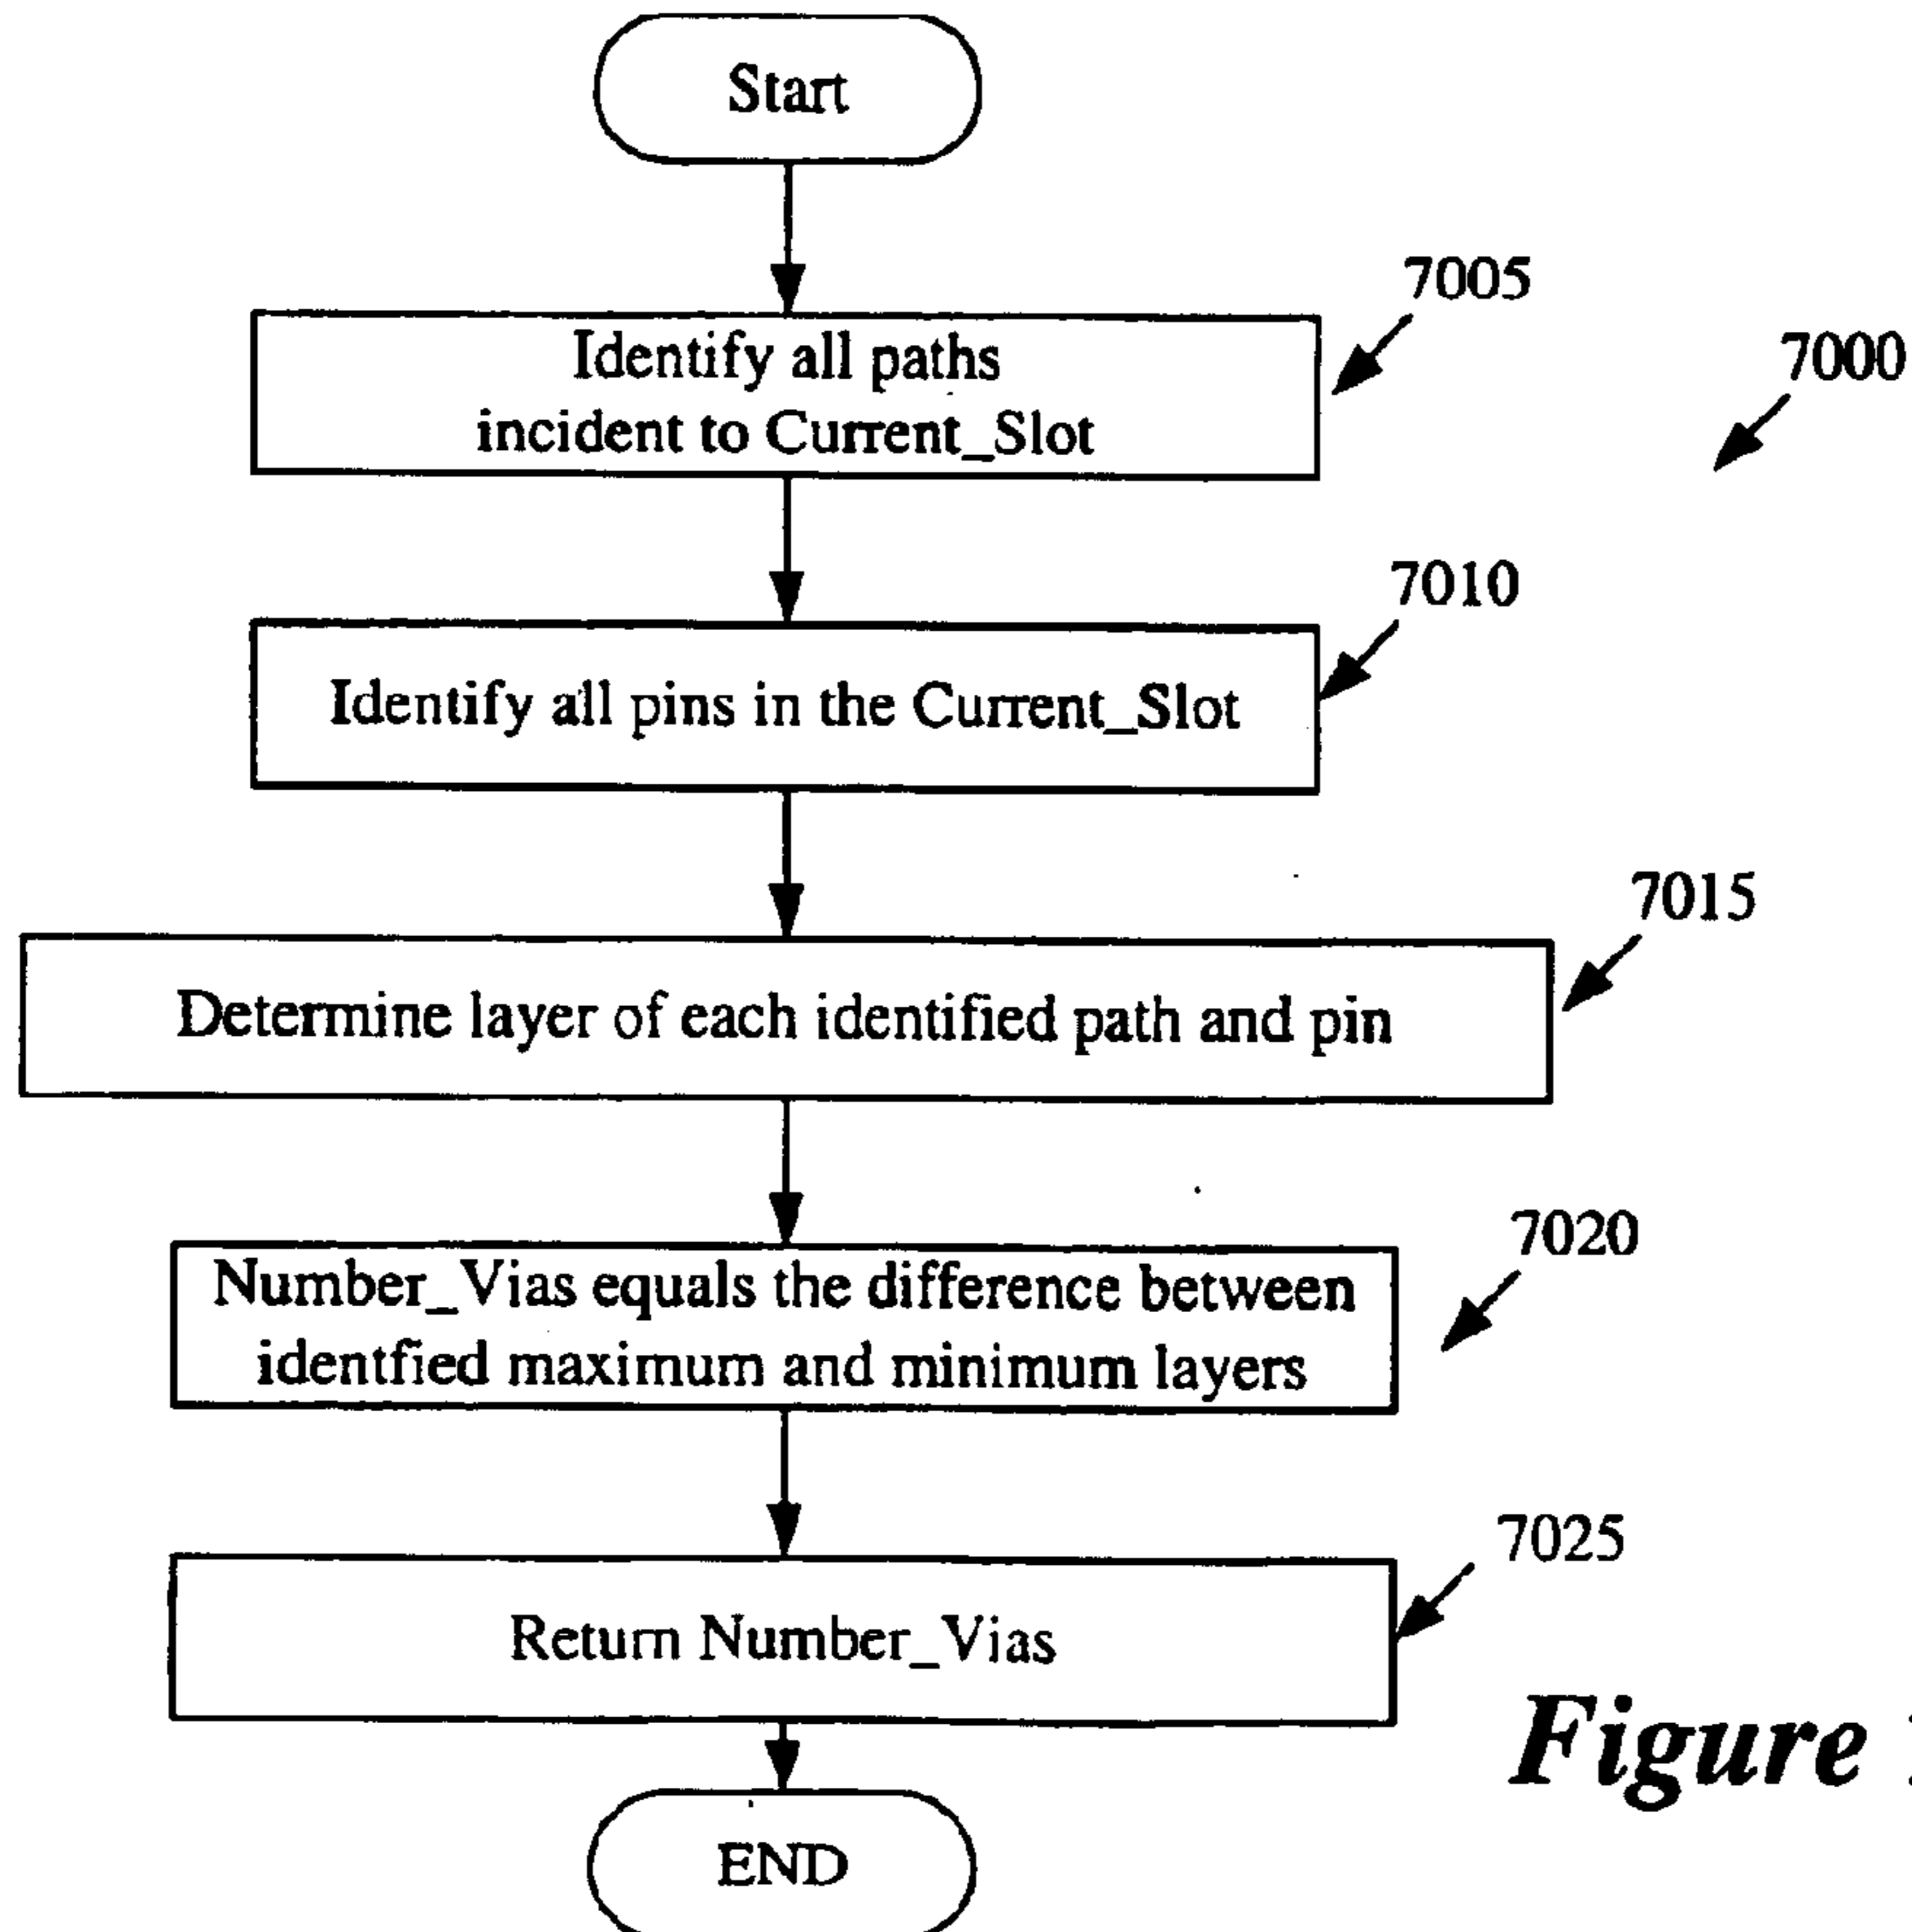 Start
7005
Identify all paths
incident to Current_Slot
7000
7010
Identify all pins in the Current_Slot
7015
Determine layer of each identified path and pin
7020
Number_Vias equals the difference between
identfied maximum and minimum layers
7025
Return Number_Vias
Figure
END